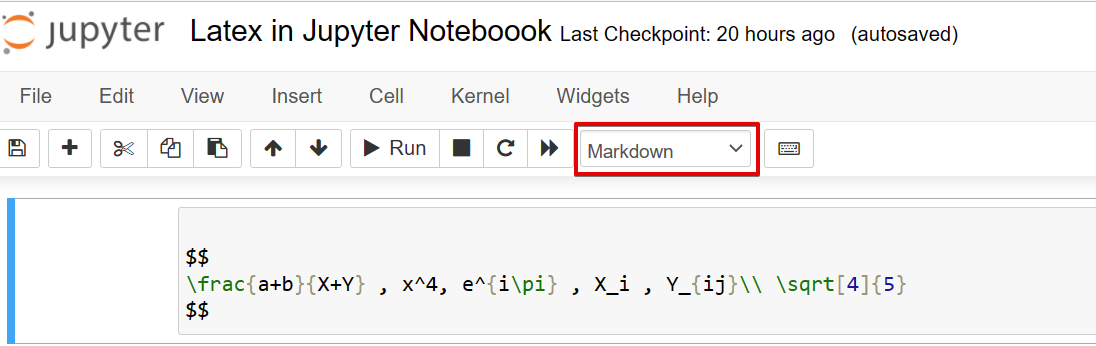 jupyter Latex in Jupyter Noteboook Last Checkpoint: 20 hours ago (autosaved)
File Edit View Insert Cell Kernel Widgets Help
Run Markdown
$$
\frac{a+b}{X+Y} , x^4, e^{i\pi} , X_i , Y_{ij}\\ \sqrt[4]{5}
$$